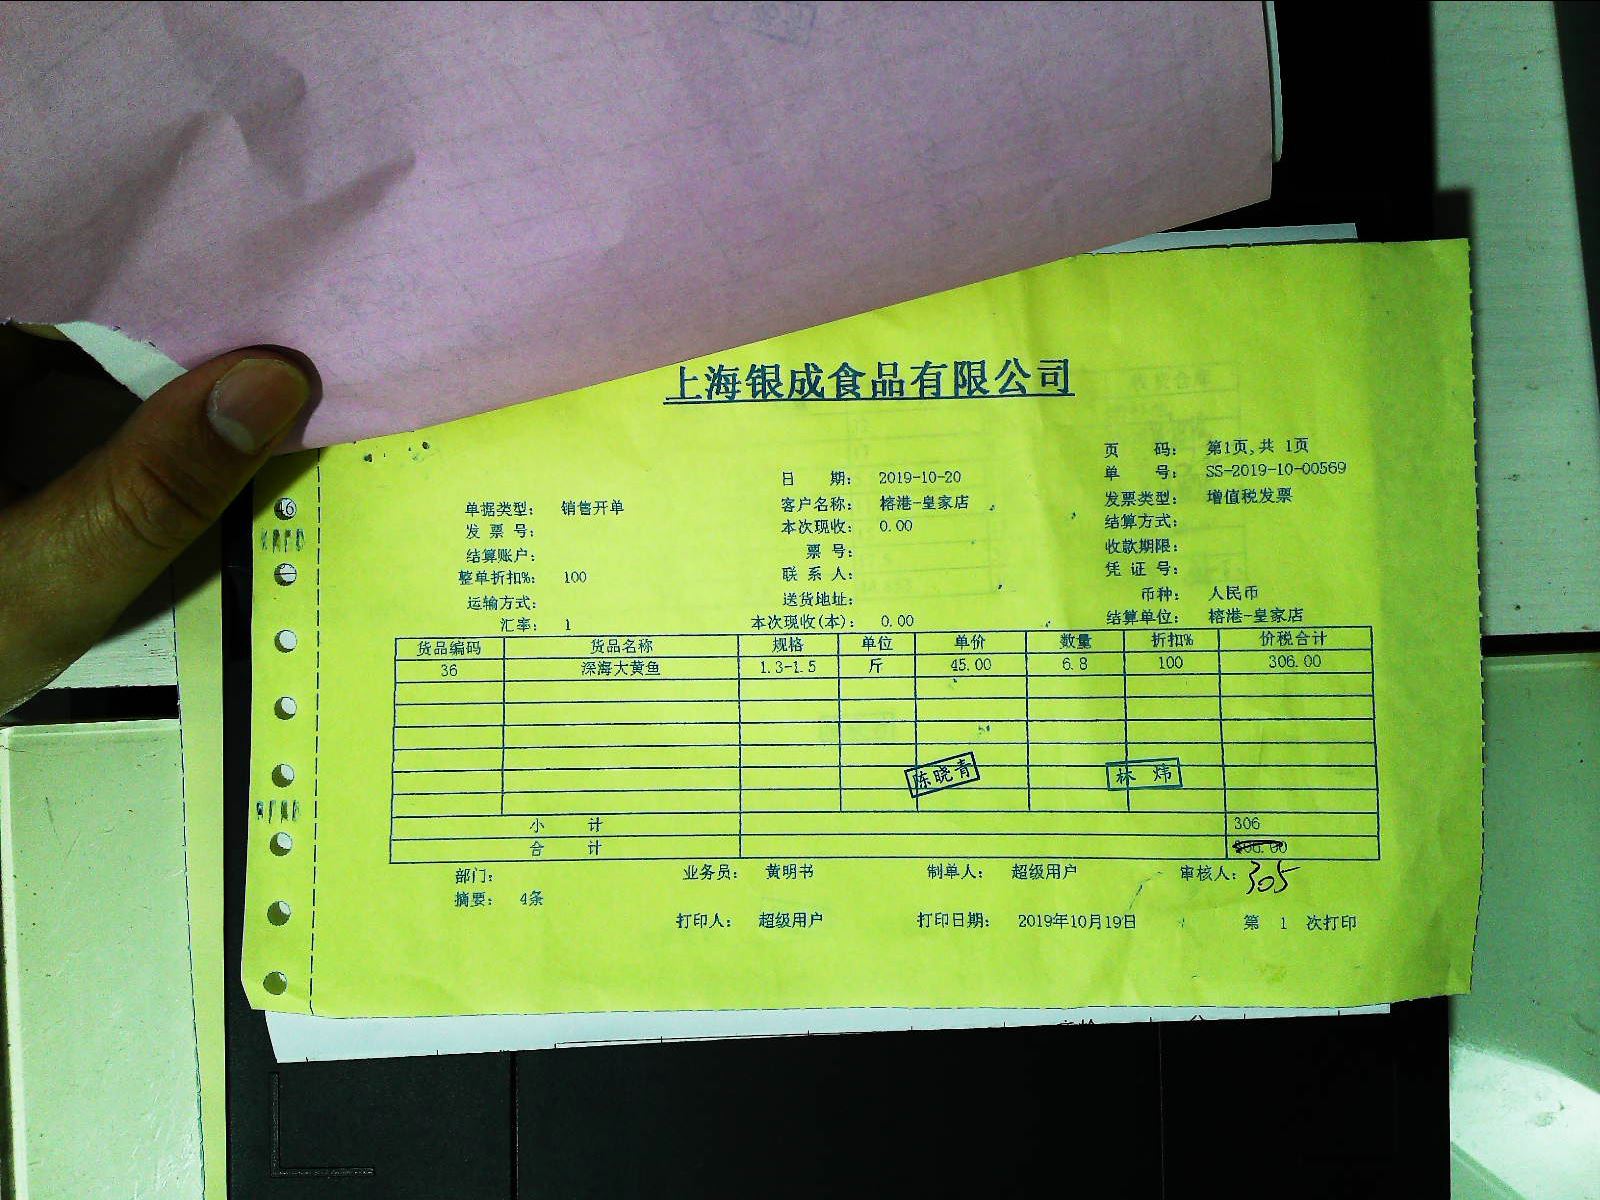 上海银成食品有限公司
页 码： 第1页,共 1页
日 期： 2019-10-20 单 号： SS-2019-10-00569
单据类型： 销售开单 客户名称： 榕港-皇家店 发票类型： 增值税发票
发 票 号： 本次现收： 0.00 结算方式：
结算账户： 票 号： 收款期限：
整单折扣%： 100 联 系 人： 凭 证 号：
运输方式： 送货地址： 币种： 人民币
汇率： 1 本次现收(本)： 0.00 结算单位： 榕港-皇家店
货品编码 货品名称 规格 单位 单价 数量 折扣% 价税合计
36 深海大黄鱼 1.3-1.5 斤 45.00 6.8 100 306.00
陈晓青 林 炜
小 计 306
合 计 306.00
305
部门： 业务员： 黄明书 制单人： 超级用户 审核人：
摘要： 4条
打印人： 超级用户 打印日期： 2019年10月19日 第 1 次打印